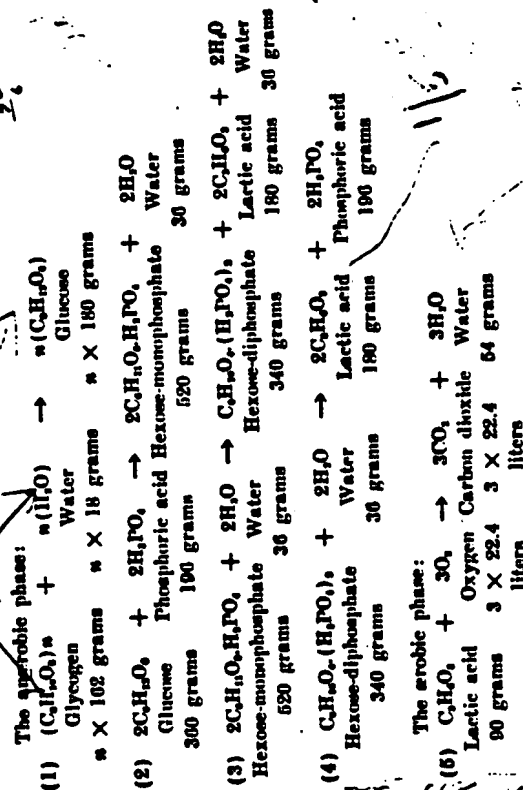 The anaerobic phase:
(1) (C₆H₁₀O₅)n + n(H₂O) → n(C₆H₁₂O₆)
Glycogen Water Glucose
n × 162 grams n × 18 grams n × 180 grams
(2) 2C₆H₁₂O₆ + 2H₃PO₄ → 2C₆H₁₁O₅.H₂PO₄ + 2H₂O
Glucose Phosphoric acid Hexose-monophosphate Water
360 grams 196 grams 520 grams 36 grams
(3) 2C₆H₁₁O₅.H₂PO₄ + 2H₂O → C₆H₁₀O₄.(H₂PO₄)₂ + 2C₃H₆O₃ + 2H₂O
Hexose-monophosphate Water Hexose-diphosphate Lactic acid Water
520 grams 36 grams 340 grams 180 grams 36 grams
(4) C₆H₁₀O₄.(H₂PO₄)₂ + 2H₂O → 2C₃H₆O₃ + 2H₃PO₄
Hexose-diphosphate Water Lactic acid Phosphoric acid
340 grams 36 grams 180 grams 196 grams
The aerobic phase:
(5) C₃H₆O₃ + 3O₂ → 3CO₂ + 3H₂O
Lactic acid Oxygen Carbon dioxide Water
90 grams 3 × 22.4 3 × 22.4 54 grams
liters liters